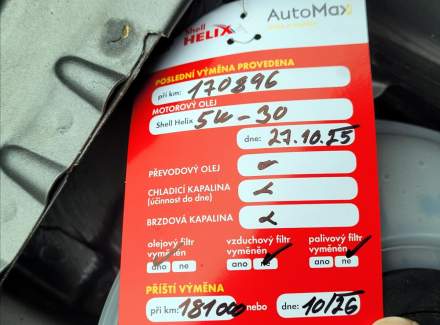 Shell
HELIX
AutoMax
POSLEDNÍ VÝMĚNA PROVEDENA
při km: 170896
MOTOROVÝ OLEJ
Shell Helix 5W-30
dne: 27.10.25
PŘEVODOVÝ OLEJ
CHLADICÍ KAPALINA
(účinnost do dne)
BRZDOVÁ KAPALINA
olejový filtr vzduchový filtr palivový filtr
vyměněn vyměněn vyměněn
ano ne ano ne ano ne
PŘÍŠTÍ VÝMĚNA
při km: 181000 nebo dne: 10/26